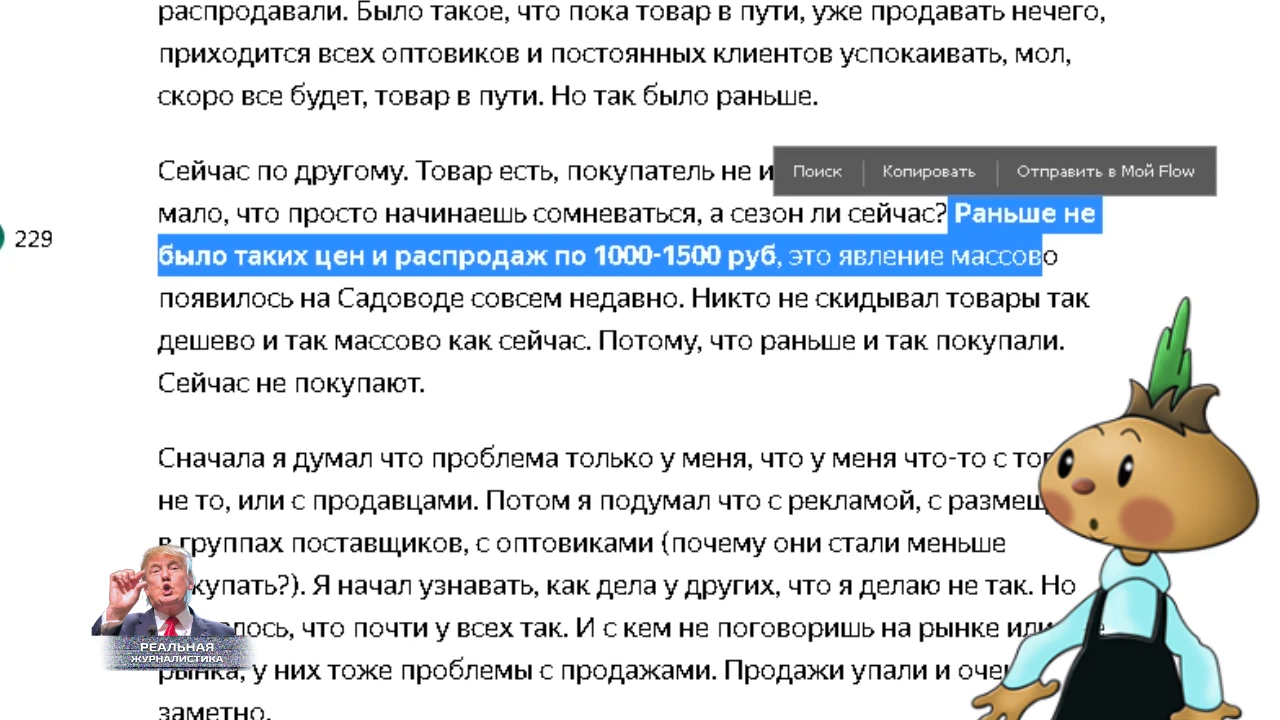 распродавали. Было такое, что пока товар в пути, уже продавать нечего,
приходится всех оптовиков и постоянных клиентов успокаивать, мол,
скоро все будет, товар в пути. Но так было раньше.
Сейчас по другому. Товар есть, покупатель не
Поиск Копировать Отправить в Мой Flow
мало, что просто начинаешь сомневаться, а сезон ли сейчас? Раньше не
229
было таких цен и распродаж по 1000-1500 руб, это явление массово
появилось на Садоводе совсем недавно. Никто не скидывал товары так
дешево и так массово как сейчас. Потому, что раньше и так покупали.
Сейчас не покупают.
Сначала я думал что проблема только у меня, что у меня что-то с
не то, или с продавцами. Потом я подумал что с рекламой, с
в группах поставщиков, с оптовиками (почему они стали меньше
Я начал узнавать, как дела у других, что я делаю не так. Но
что почти у всех так. И с кем не поговоришь на рынке
РЕАЛЬНАЯ
ЖУРНАЛИСТИКА
рынка, у них тоже проблемы с продажами. Продажи упали и
заметно.